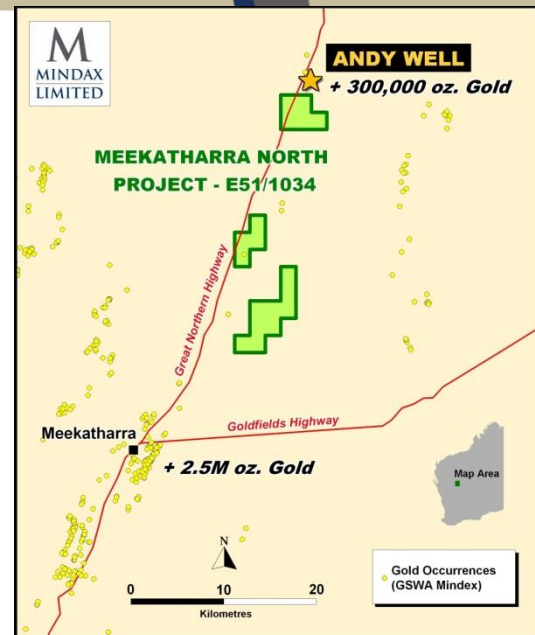 M
MINDAX
LIMITED
ANDY WELL
+ 300,000 oz. Gold
MEEKATHARRA NORTH
PROJECT - E51/1034
Great Northern Highway
Goldfields Highway
Meekatharra
+ 2.5M oz. Gold
Map Area
N
0 10 20
Kilometres
Gold Occurrences
(GSWA Mindex)